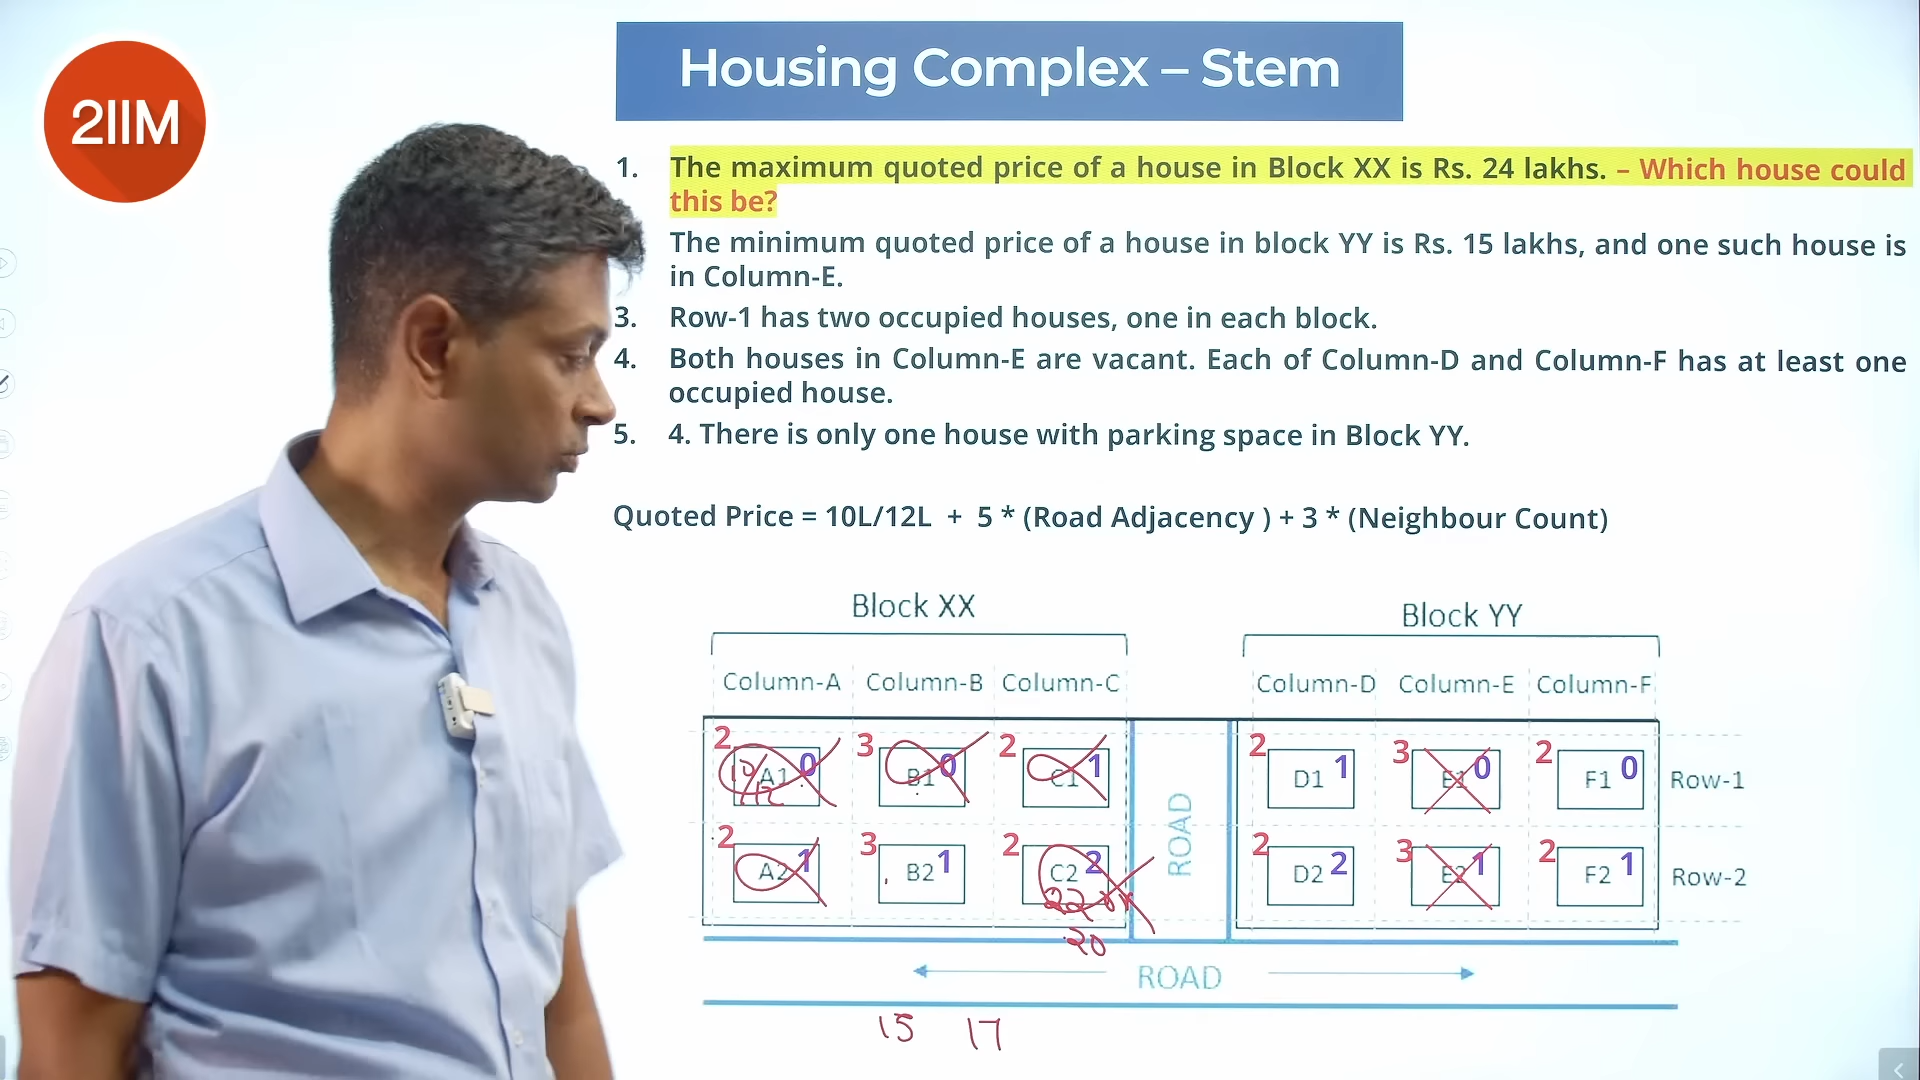 2IIM
Housing Complex – Stem
1. The maximum quoted price of a house in Block XX is Rs. 24 lakhs. – Which house could
this be?
The minimum quoted price of a house in block YY is Rs. 15 lakhs, and one such house is
in Column-E.
3. Row-1 has two occupied houses, one in each block.
4. Both houses in Column-E are vacant. Each of Column-D and Column-F has at least one
occupied house.
5. 4. There is only one house with parking space in Block YY.
Quoted Price = 10L/12L + 5 * (Road Adjacency ) + 3 * (Neighbour Count)
Block XX Block YY
Column-A Column-B Column-C Column-D Column-E Column-F
2 3 2 2 3 2
10/12 A1 0 B1 0 C1 1 D1 1 E1 0 F1 0 Row-1
ROAD
2 3 2 2 3 2
A2 1 B2 1 C2 2 D2 2 E2 1 F2 1 Row-2
22 or
20
ROAD
15 17